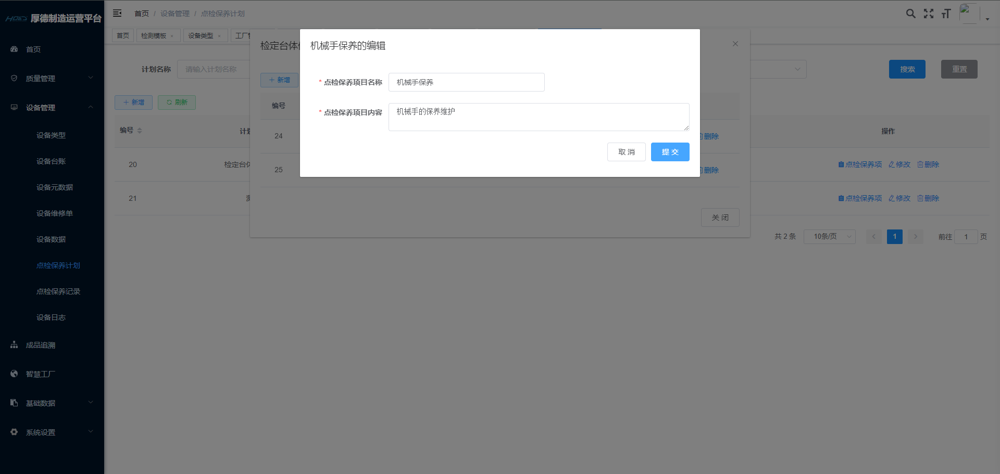 HOD 厚德制造运营平台
首页 / 设备管理 / 点检保养计划
首页
检测模板 ×
设备类型 ×
首页
质量管理
设备管理
设备类型
设备台账
设备元数据
设备维修单
设备数据
点检保养计划
点检保养记录
设备日志
成品追溯
智慧工厂
基础数据
系统设置
计划名称 请输入计划名称
搜索 重置
+ 新增 刷新
编号
操作
20 检定台体
点检保养项 修改 删除
21
点检保养项 修改 删除
共 2 条 10条/页 1 前往 1 页
检定台体
+ 新增
编号
24 删除
25 删除
关 闭
机械手保养的编辑
* 点检保养项目名称 机械手保养
* 点检保养项目内容 机械手的保养维护
取 消 提 交